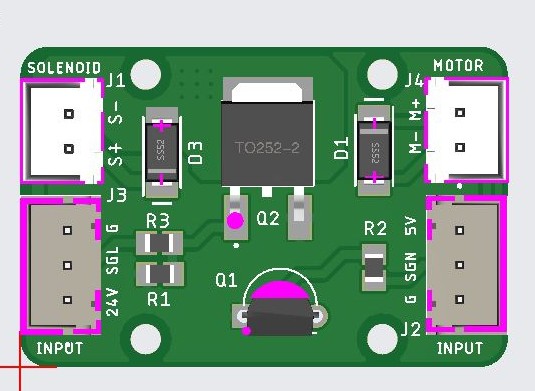 SOLENOID
J1
S-
S+
J3
G
SGL
24V
INPUT
SS52
D3
R3
R1
TO252-2
Q2
Q1
D1
SS52
R2
MOTOR
J4
M+
M-
5V
SGN
G
J2
INPUT